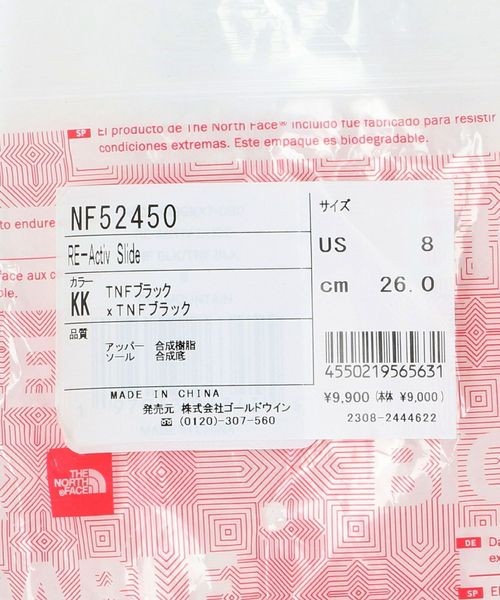 SP El producto de The North Face® incluido fue fabricado para resistir
condiciones extremas. Este empaque es biodegradable.
to endure
NF52450
RE-Activ Slide
カラー
KK TNFブラック
xTNFブラック
品質
アッパー 合成樹脂
ソール 合成底
MADE IN CHINA
発売元 株式会社ゴールドウイン
☎ (0120)-307-560
サイズ
US 8
cm 26.0
4550219565631
¥9,900 (本体 ¥9,000)
2308-2444622
THE
NORTH
FACE
DE
SP